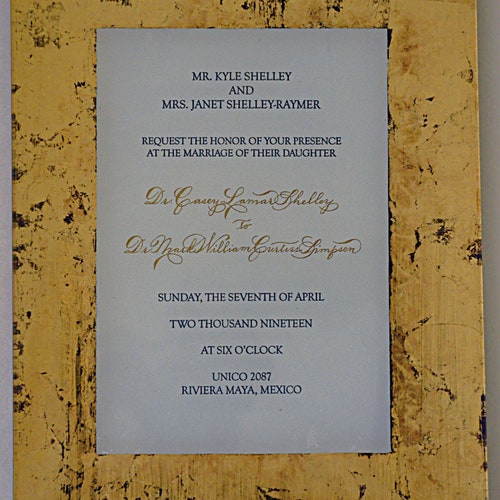 MR. KYLE SHELLEY
AND
MRS. JANET SHELLEY-RAYMER
REQUEST THE HONOR OF YOUR PRESENCE
AT THE MARRIAGE OF THEIR DAUGHTER
Dr. Casey Lamar Shelley
To
Dr. Mark William Curtiss Simpson
SUNDAY, THE SEVENTH OF APRIL
TWO THOUSAND NINETEEN
AT SIX O'CLOCK
UNICO 2087
RIVIERA MAYA, MEXICO